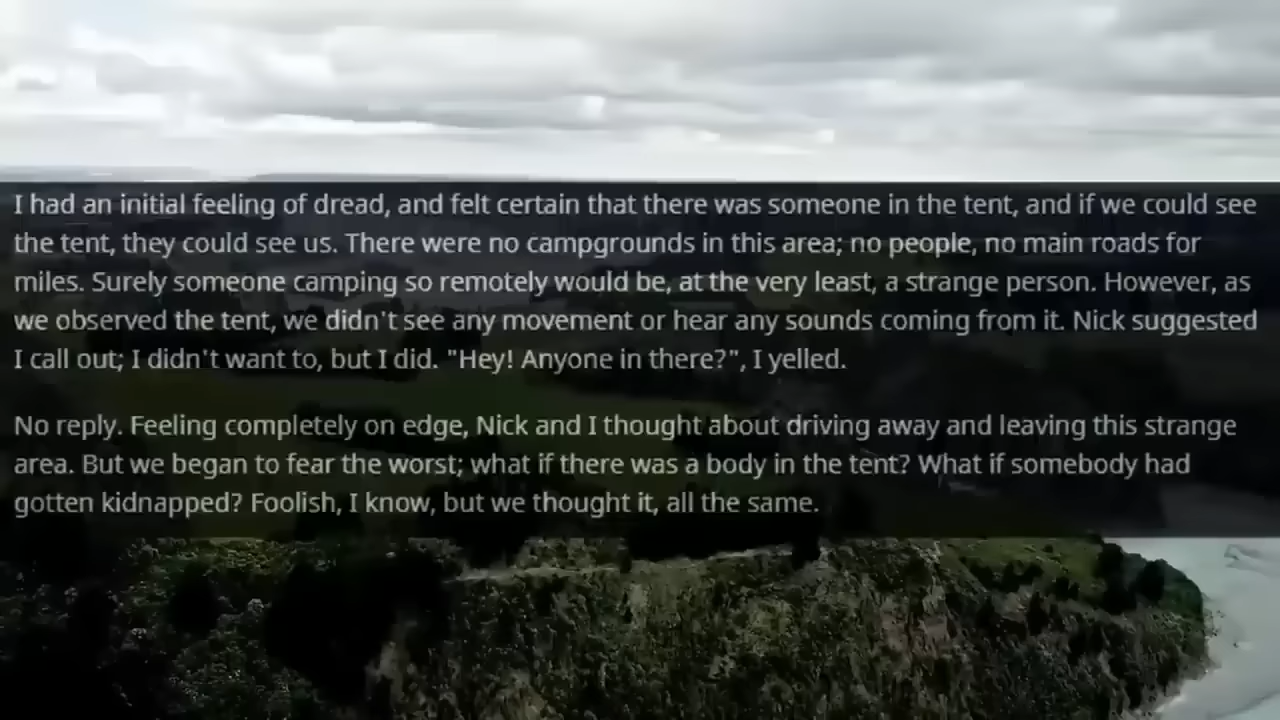 I had an initial feeling of dread, and felt certain that there was someone in the tent, and if we could see
the tent, they could see us. There were no campgrounds in this area; no people, no main roads for
miles. Surely someone camping so remotely would be, at the very least, a strange person. However, as
we observed the tent, we didn't see any movement or hear any sounds coming from it. Nick suggested
I call out; I didn't want to, but I did. "Hey! Anyone in there?", I yelled.
No reply. Feeling completely on edge, Nick and I thought about driving away and leaving this strange
area. But we began to fear the worst; what if there was a body in the tent? What if somebody had
gotten kidnapped? Foolish, I know, but we thought it, all the same.